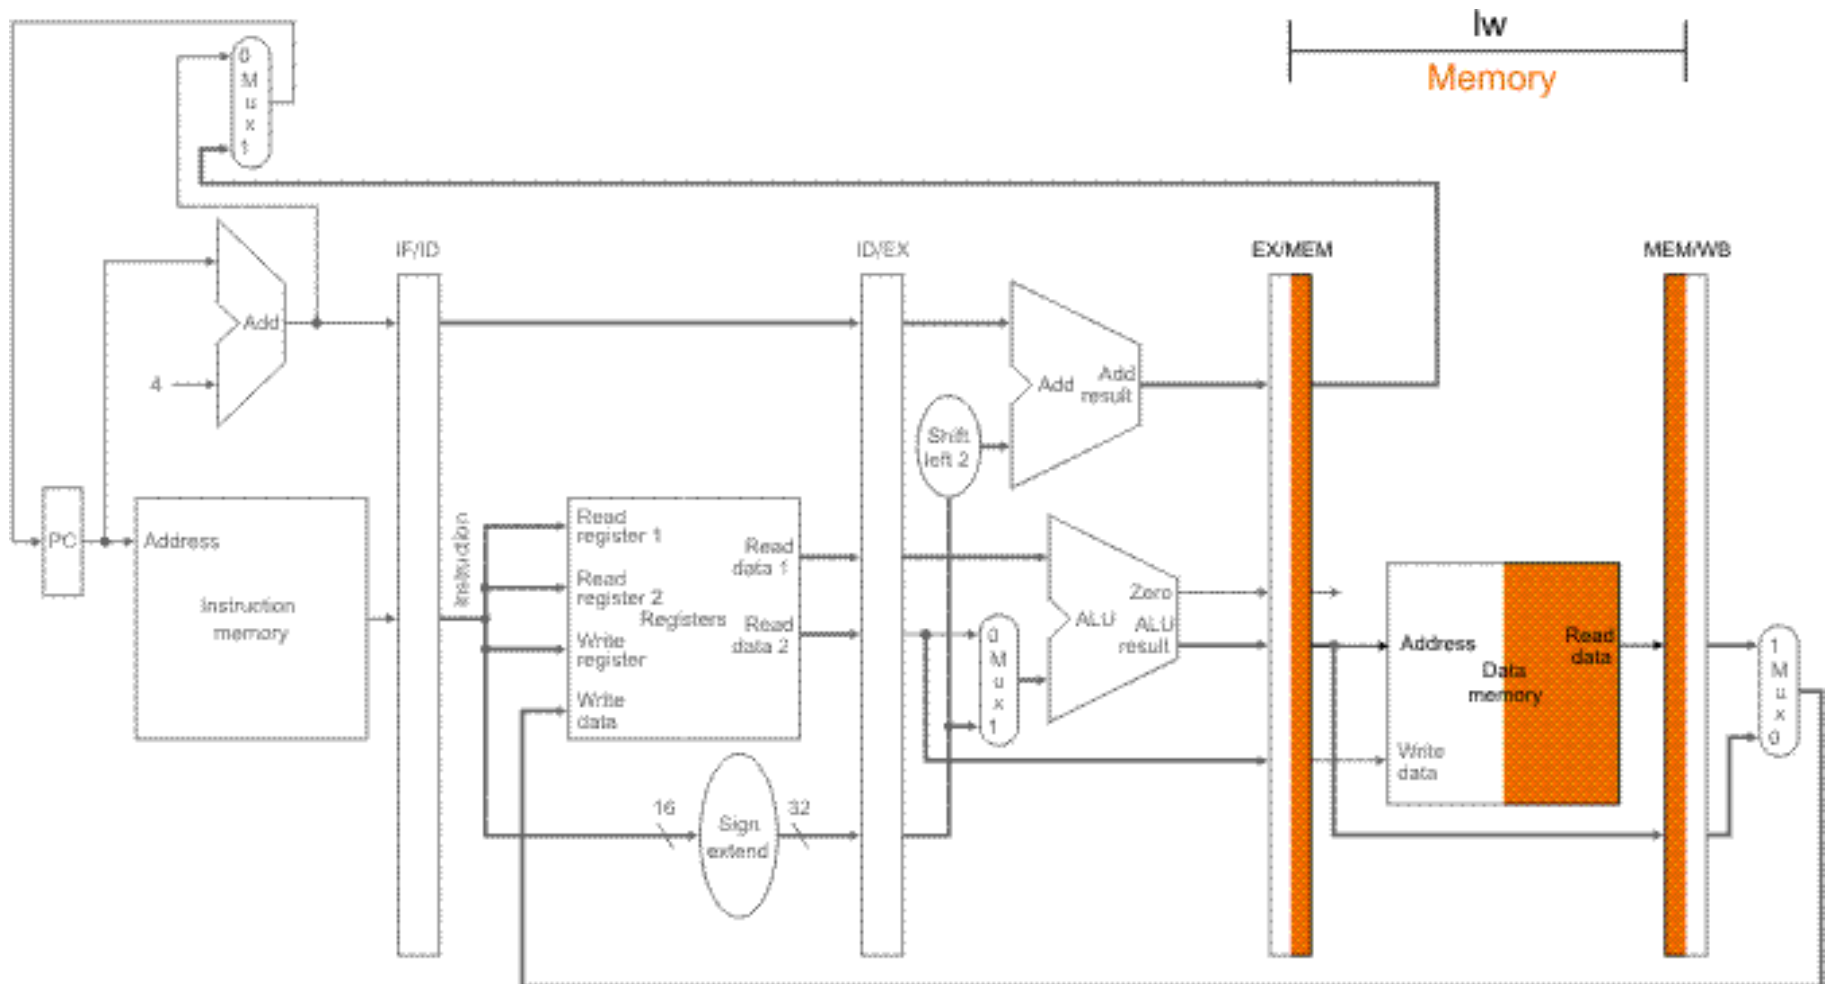 lw
Memory
0
M
u
x
1
IF/ID
ID/EX
EX/MEM
MEM/WB
Add
4
Add
Add
result
Shift
left 2
PC
Address
Instruction
memory
Instruction
Read
register 1
Read
register 2
Write
register
Write
data
Registers
Read
data 1
Read
data 2
0
M
u
x
1
Zero
ALU
ALU
result
Address
Read
data
Data
memory
Write
data
1
M
u
x
0
16
Sign
extend
32